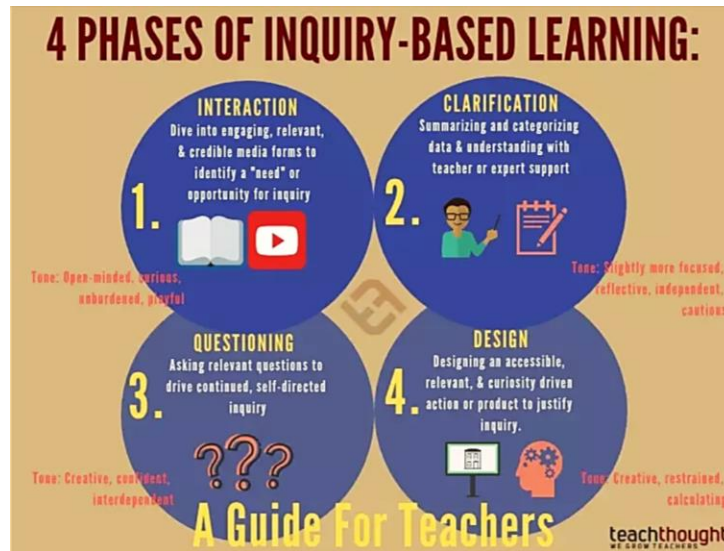 4 PHASES OF INQUIRY-BASED LEARNING:
INTERACTION
Dive into engaging, relevant,
& credible media forms to
identify a "need" or
opportunity for inquiry
1.
Tone: Open-minded, curious,
unburdened, playful
CLARIFICATION
Summarizing and categorizing
data & understanding with
teacher or expert support
2.
Tone: Slightly more focused,
reflective, independent,
cautious
QUESTIONING
Asking relevant questions to
drive continued, self-directed
inquiry
3.
???
Tone: Creative, confident,
interdependent
DESIGN
Designing an accessible,
relevant, & curiosity driven
action or product to justify
inquiry.
4.
Tone: Creative, restrained,
calculating
A Guide For Teachers
teachthought
WE GROW TEACHERS